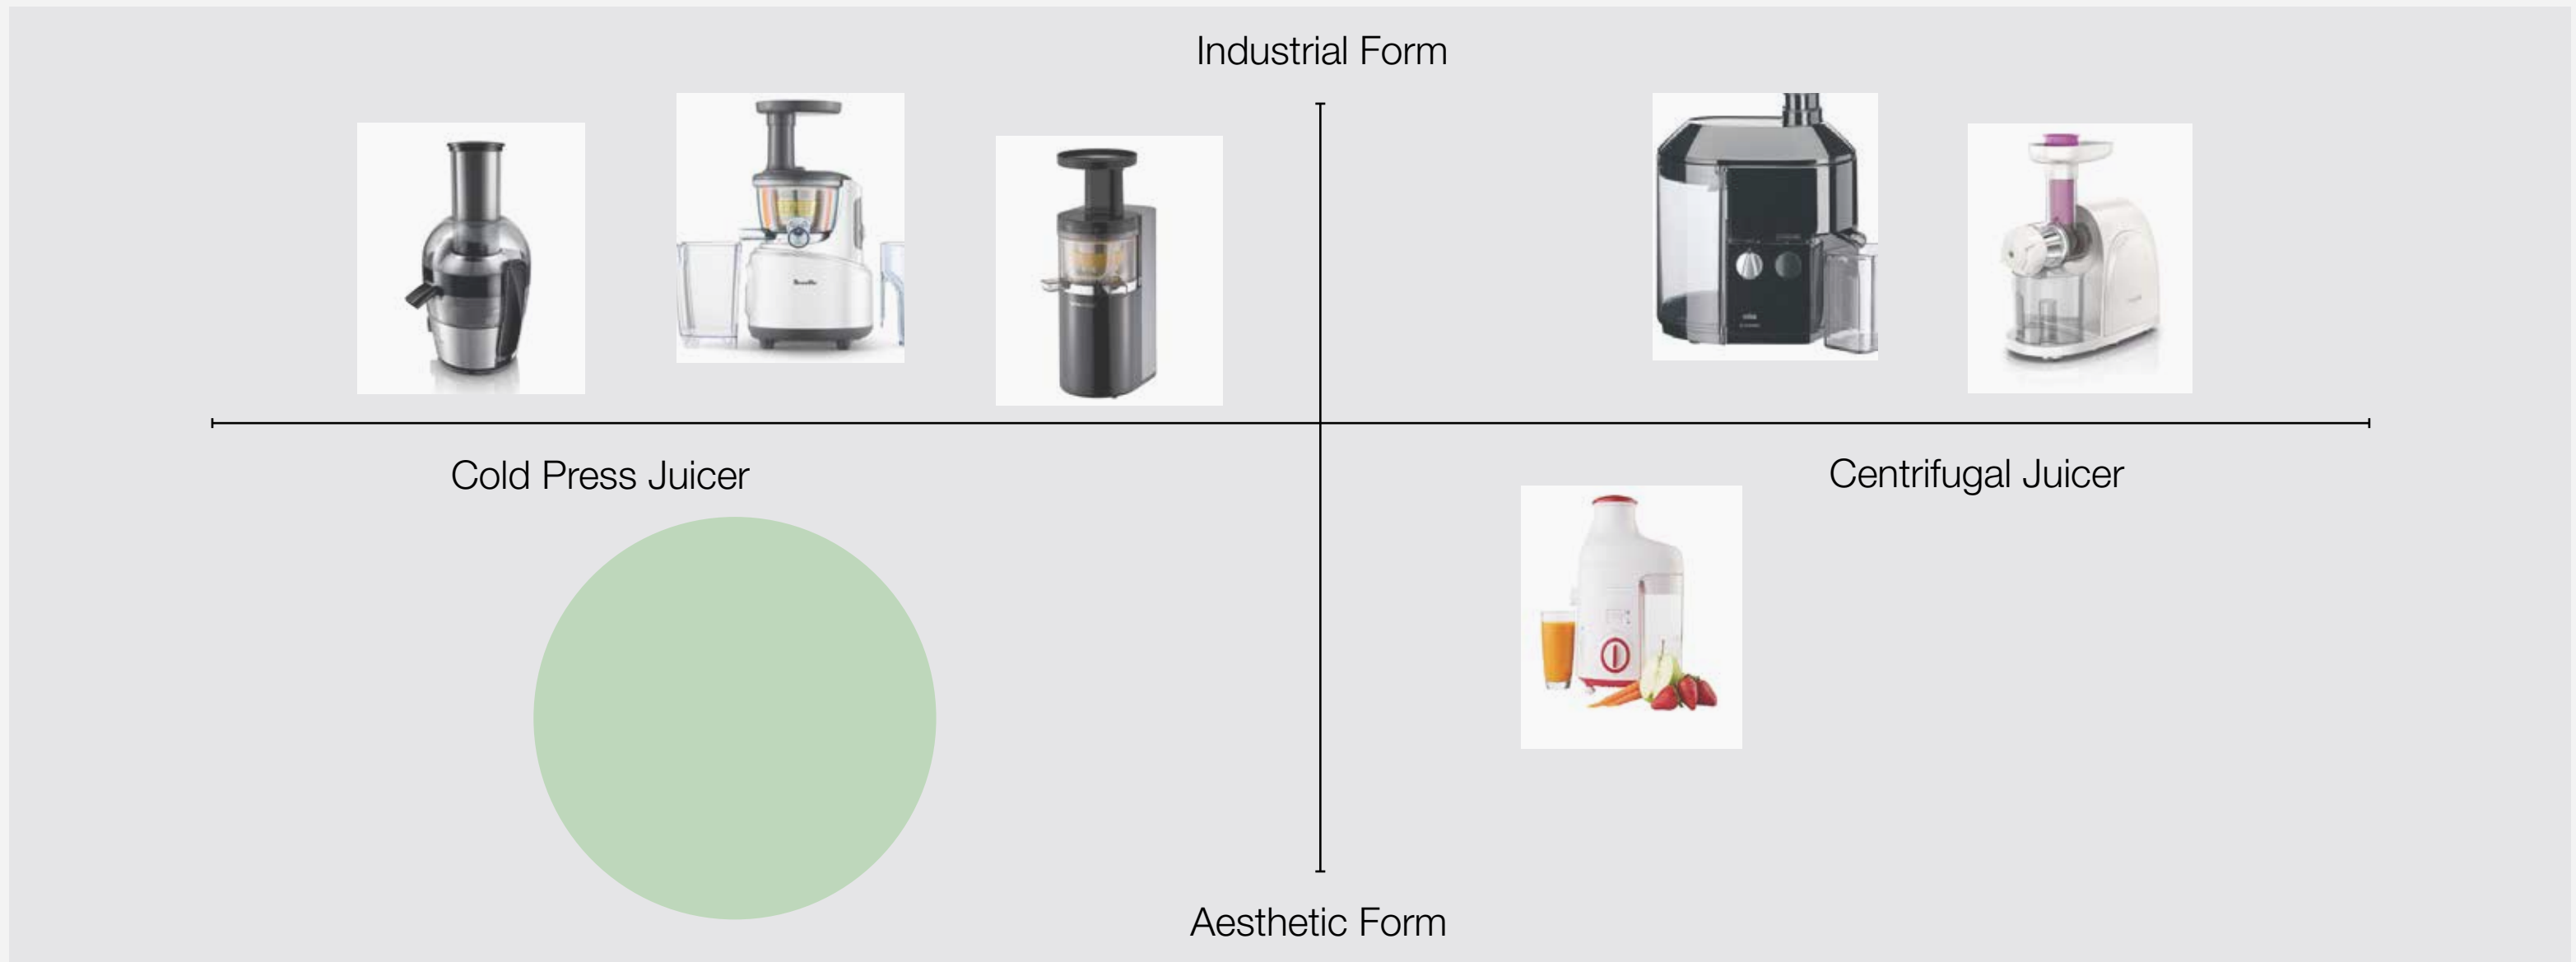 Industrial Form
Cold Press Juicer
Centrifugal Juicer
Aesthetic Form